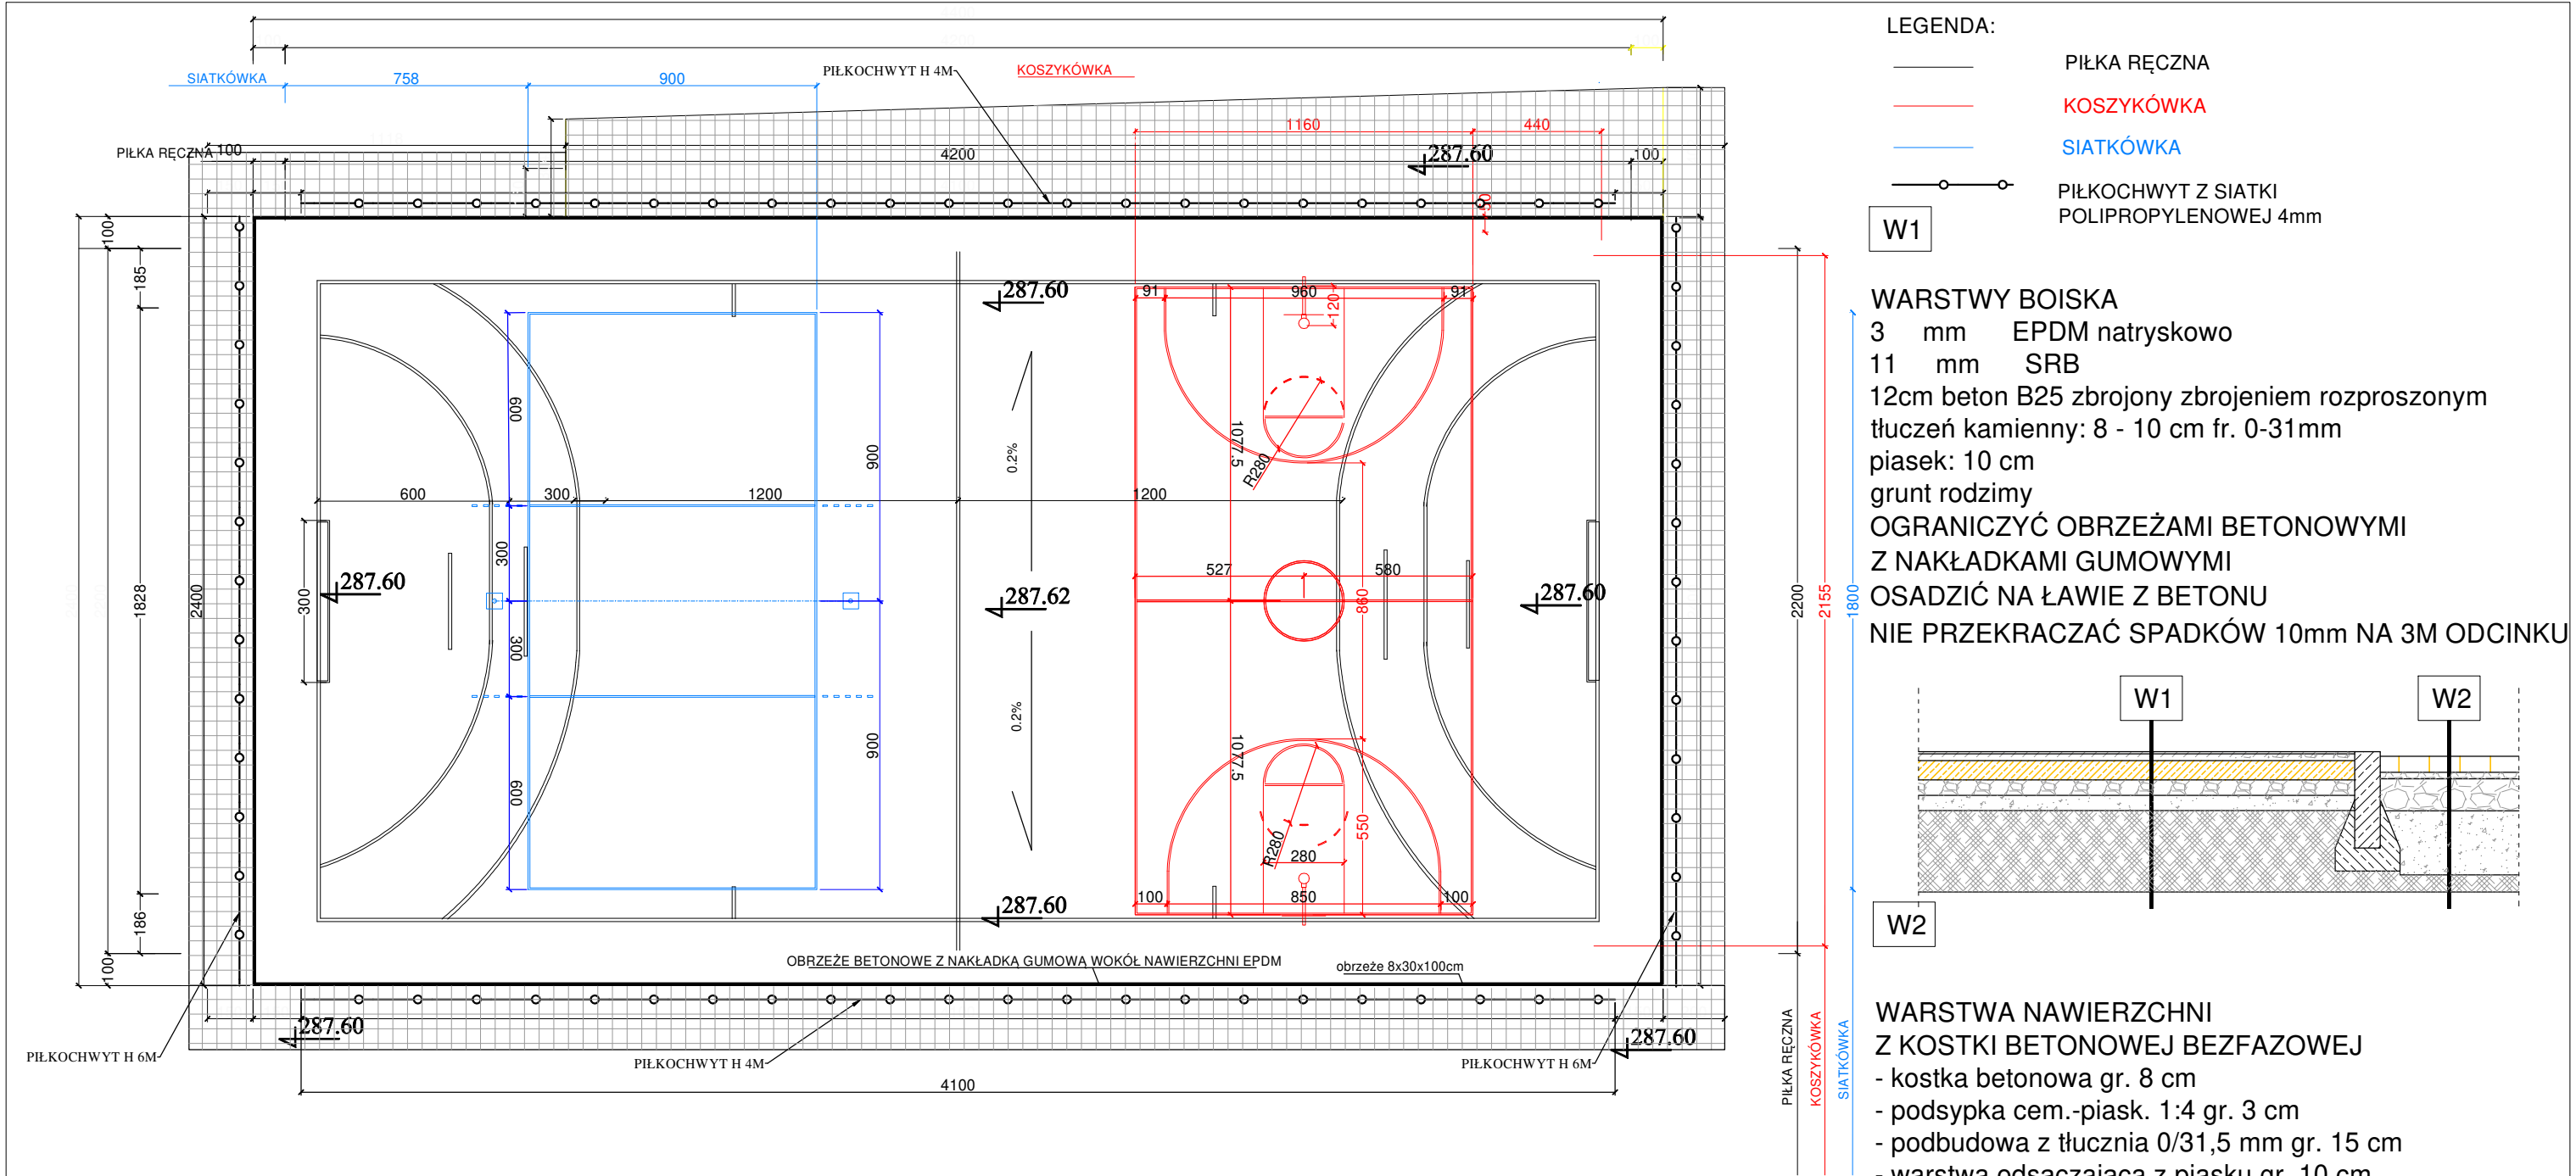 SIATKÓWKA
758
900
PIŁKOCHWYT H 4M
KOSZYKÓWKA
1160
440
PIŁKA RĘCZNA
100
4200
287.60
100
150
100
185
1828
186
100
2400
300
600
300
1200
1200
600
300
300
600
900
900
287.60
287.60
287.62
287.60
287.60
0.2%
0.2%
91
960
91
120
1077.5
R280
527
580
860
1077.5
R280
280
550
100
850
100
2200
2155
1800
OBRZEŻE BETONOWE Z NAKŁADKĄ GUMOWĄ WOKÓŁ NAWIERZCHNI EPDM
obrzeże 8x30x100cm
287.60
287.60
PIŁKOCHWYT H 6M
PIŁKOCHWYT H 4M
PIŁKOCHWYT H 6M
4100
PIŁKA RĘCZNA
KOSZYKÓWKA
SIATKÓWKA
LEGENDA:
PIŁKA RĘCZNA
KOSZYKÓWKA
SIATKÓWKA
PIŁKOCHWYT Z SIATKI
POLIPROPYLENOWEJ 4mm
W1
WARSTWY BOISKA
3 mm EPDM natryskowo
11 mm SRB
12cm beton B25 zbrojony zbrojeniem rozproszonym
tłuczeń kamienny: 8 - 10 cm fr. 0-31mm
piasek: 10 cm
grunt rodzimy
OGRANICZYĆ OBRZEŻAMI BETONOWYMI
Z NAKŁADKAMI GUMOWYMI
OSADZIĆ NA ŁAWIE Z BETONU
NIE PRZEKRACZAĆ SPADKÓW 10mm NA 3M ODCINKU
W1
W2
W2
WARSTWA NAWIERZCHNI
Z KOSTKI BETONOWEJ BEZFAZOWEJ
- kostka betonowa gr. 8 cm
- podsypka cem.-piask. 1:4 gr. 3 cm
- podbudowa z tłucznia 0/31,5 mm gr. 15 cm
- warstwa odsączająca z piasku gr. 10 cm